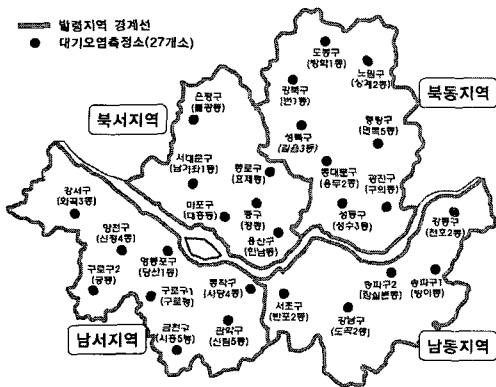 발령지역 경계선
대기오염측정소(27개소)
북서지역
북동지역
남서지역
남동지역
도봉구
(방학1동)
노원구
(상계2동)
강북구
(번1동)
성북구
(길음3동)
중랑구
(면목5동)
동대문구
(용두2동)
광진구
(구의동)
성동구
(성수3동)
은평구
(불광동)
서대문구
(남가좌1동)
종로구
(효제동)
마포구
(대흥동)
중구
(정동)
용산구
(한남동)
강서구
(화곡3동)
양천구
(신정4동)
영등포구
(당산1동)
구로구2
(궁동)
구로구1
(구로동)
동작구
(사당4동)
금천구
(시흥5동)
관악구
(신림5동)
서초구
(반포2동)
강남구
(도곡2동)
송파구2
(잠실본동)
송파구1
(방이동)
강동구
(천호2동)